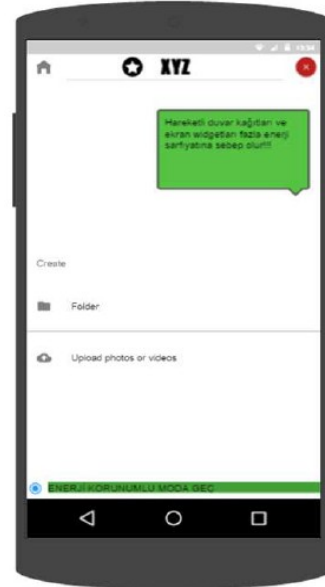 XYZ
Hareketli duvar kağıtları ve
ekran widgetları fazla enerji
sarfiyatına sebep olur!!!
Create
Folder
Upload photos or videos
ENERJİ KORUNUMLU MODA GEÇ